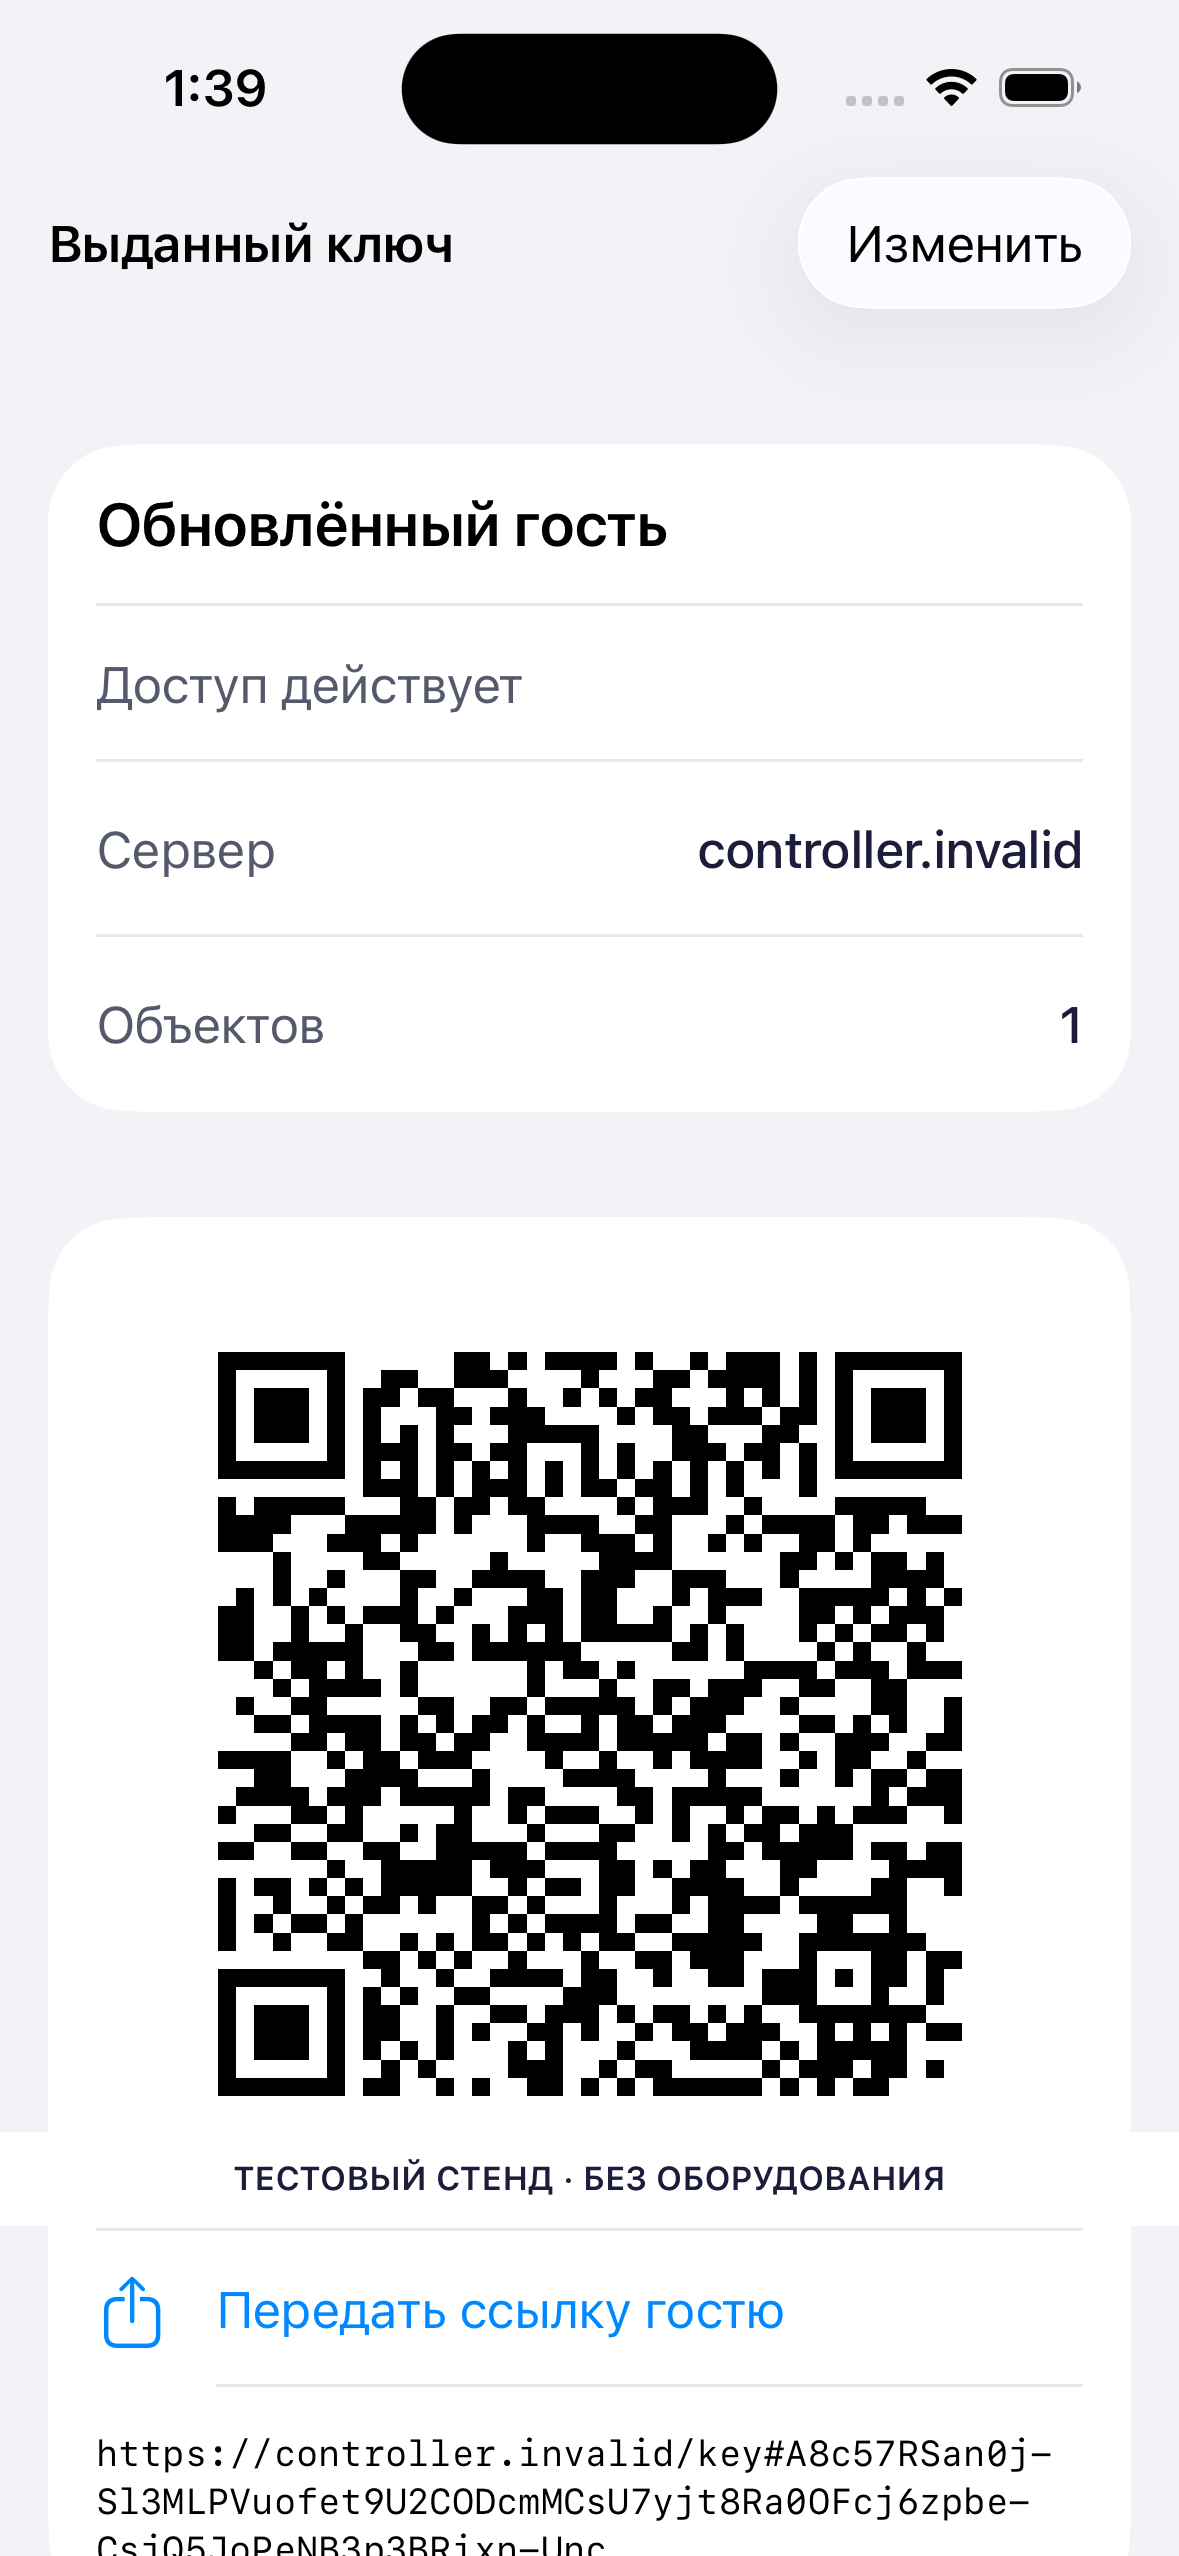 1:39
Выданный ключ
Изменить
Обновлённый гость
Доступ действует
Сервер controller.invalid
Объектов 1
ТЕСТОВЫЙ СТЕНД · БЕЗ ОБОРУДОВАНИЯ
Передать ссылку гостю
https://controller.invalid/key#A8c57RSan0j-
Sl3MLPVuofet9U2CODcmMCsU7yjt8Ra0OFcj6zpbe-